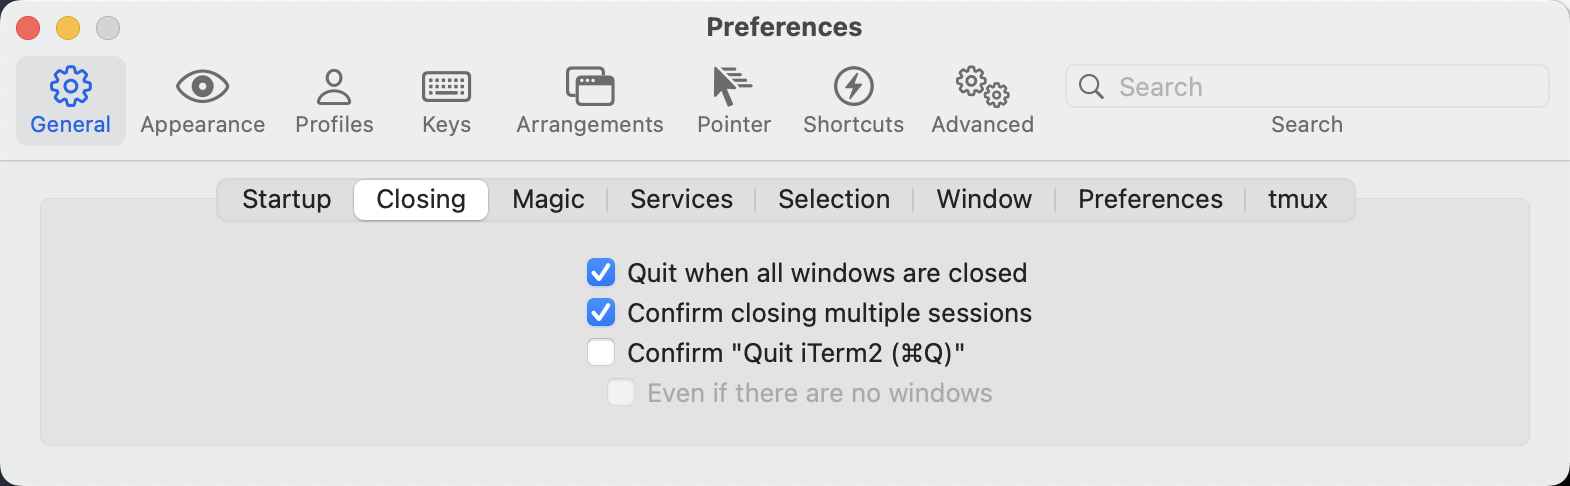 Preferences
General Appearance Profiles Keys Arrangements Pointer Shortcuts Advanced Search
Search
Startup Closing Magic Services Selection Window Preferences tmux
Quit when all windows are closed
Confirm closing multiple sessions
Confirm "Quit iTerm2 (⌘Q)"
Even if there are no windows